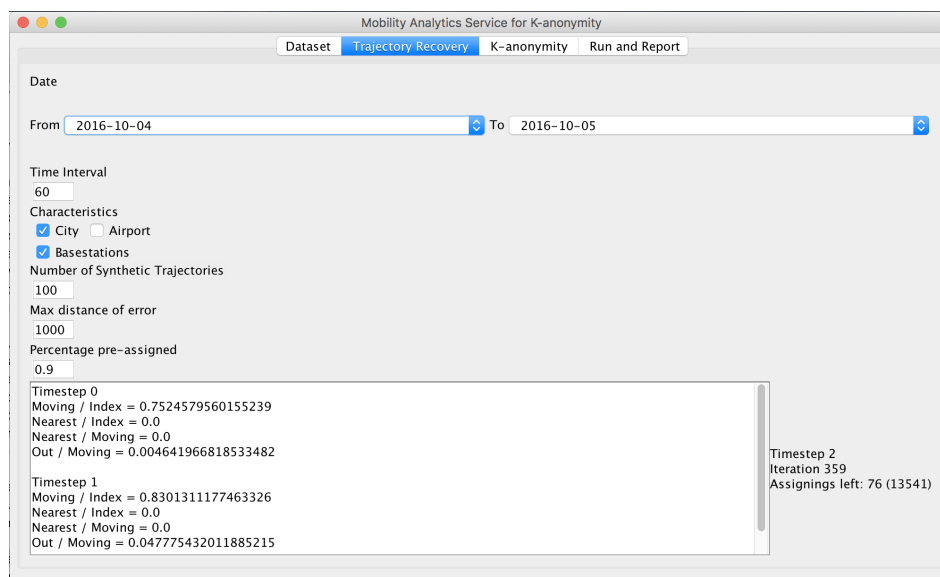 Mobility Analytics Service for K-anonymity
Dataset Trajectory Recovery K-anonymity Run and Report
Date
From 2016-10-04 To 2016-10-05
Time Interval
60
Characteristics
City Airport
Basestations
Number of Synthetic Trajectories
100
Max distance of error
1000
Percentage pre-assigned
0.9
Timestep 0
Moving / Index = 0.7524579560155239
Nearest / Index = 0.0
Nearest / Moving = 0.0
Out / Moving = 0.004641966818533482
Timestep 1
Moving / Index = 0.8301311177463326
Nearest / Index = 0.0
Nearest / Moving = 0.0
Out / Moving = 0.047775432011885215
Timestep 2
Iteration 359
Assignings left: 76 (13541)